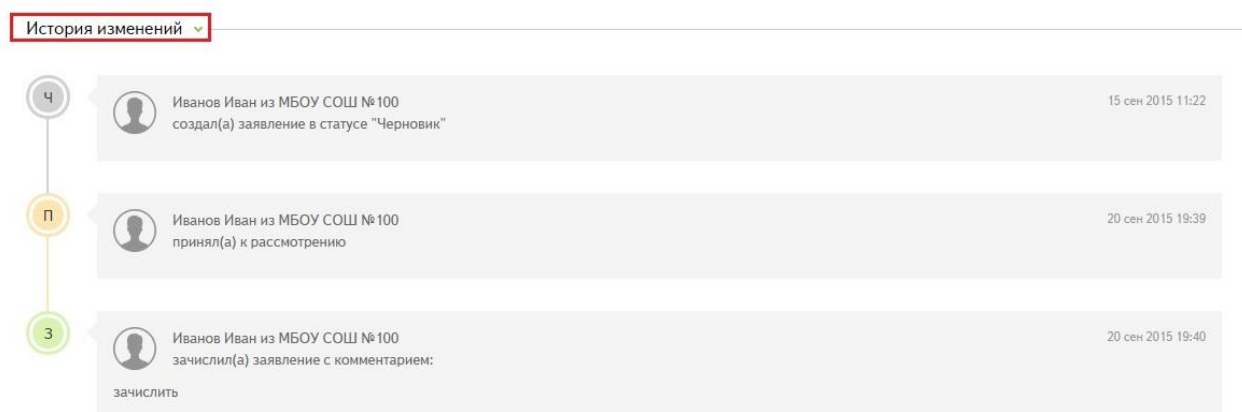 История изменений
Ч
Иванов Иван из МБОУ СОШ №100
15 сен 2015 11:22
создал(а) заявление в статусе "Черновик"
П
Иванов Иван из МБОУ СОШ №100
20 сен 2015 19:39
принял(а) к рассмотрению
З
Иванов Иван из МБОУ СОШ №100
20 сен 2015 19:40
зачислил(а) заявление с комментарием:
зачислить